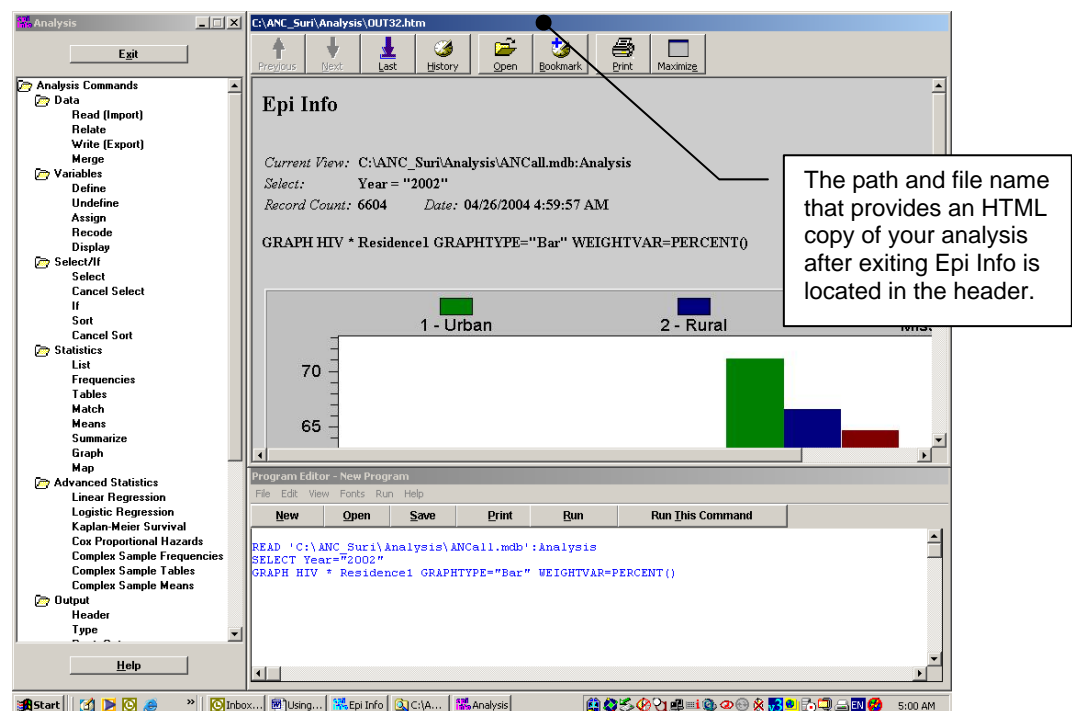 Analysis
Exit
Analysis Commands
Data
Read (Import)
Relate
Write (Export)
Merge
Variables
Define
Undefine
Assign
Recode
Display
Select/If
Select
Cancel Select
If
Sort
Cancel Sort
Statistics
List
Frequencies
Tables
Match
Means
Summarize
Graph
Map
Advanced Statistics
Linear Regression
Logistic Regression
Kaplan-Meier Survival
Cox Proportional Hazards
Complex Sample Frequencies
Complex Sample Tables
Complex Sample Means
Output
Header
Type
Help
C:\ANC_Suri\Analysis\OUT32.htm
Previous Next Last History Open Bookmark Print Maximize
Epi Info
Current View: C:\ANC_Suri\Analysis\ANCall.mdb:Analysis
Select: Year = "2002"
Record Count: 6604 Date: 04/26/2004 4:59:57 AM
GRAPH HIV * Residence1 GRAPHTYPE="Bar" WEIGHTVAR=PERCENT()
1 - Urban 2 - Rural
70
65
The path and file name
that provides an HTML
copy of your analysis
after exiting Epi Info is
located in the header.
Program Editor - New Program
File Edit View Fonts Run Help
New Open Save Print Run Run This Command
READ 'C:\ANC_Suri\Analysis\ANCall.mdb':Analysis
SELECT Year="2002"
GRAPH HIV * Residence1 GRAPHTYPE="Bar" WEIGHTVAR=PERCENT()
Start » Inbox... Using... Epi Info C:\A... Analysis EN 5:00 AM